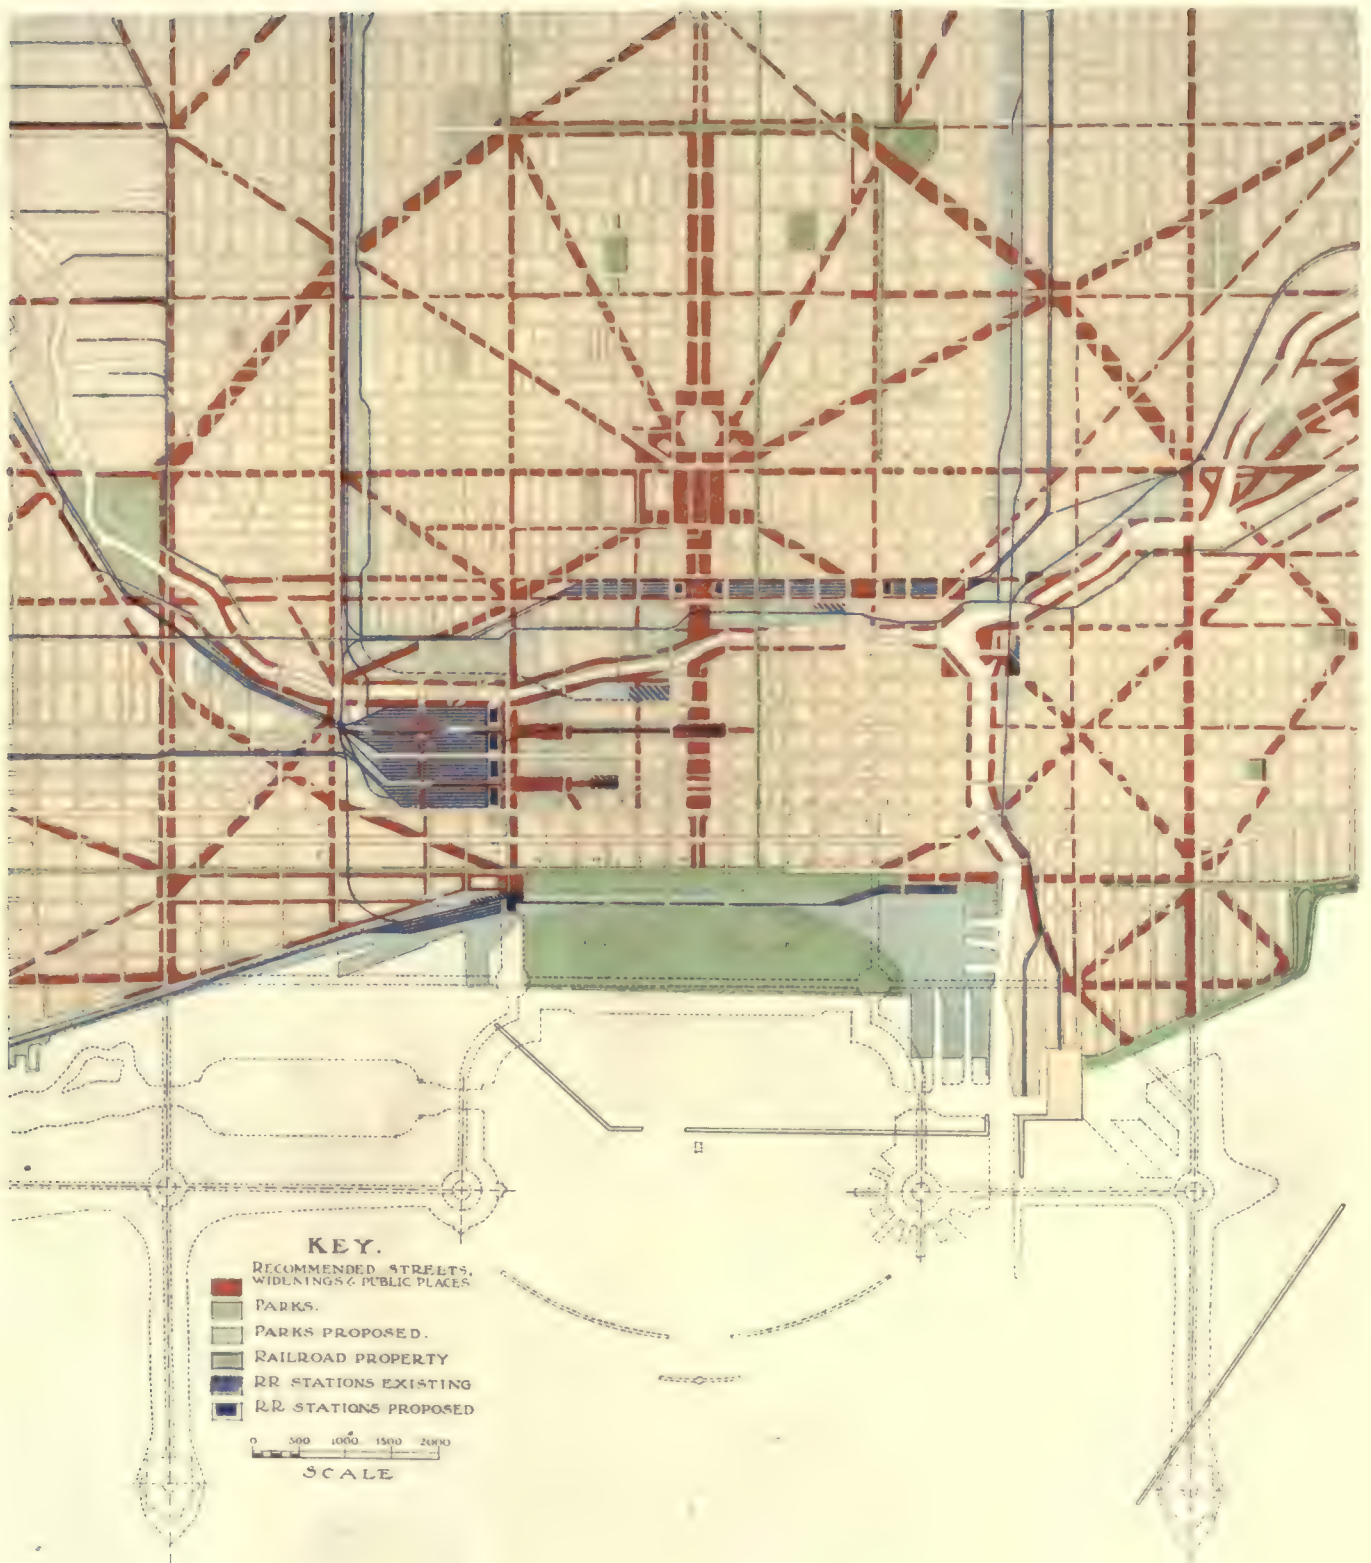 KEY.
RECOMMENDED STREETS,
WIDENINGS & PUBLIC PLACES
PARKS.
PARKS PROPOSED.
RAILROAD PROPERTY
RR STATIONS EXISTING
RR STATIONS PROPOSED
0 500 1000 1500 2000
SCALE